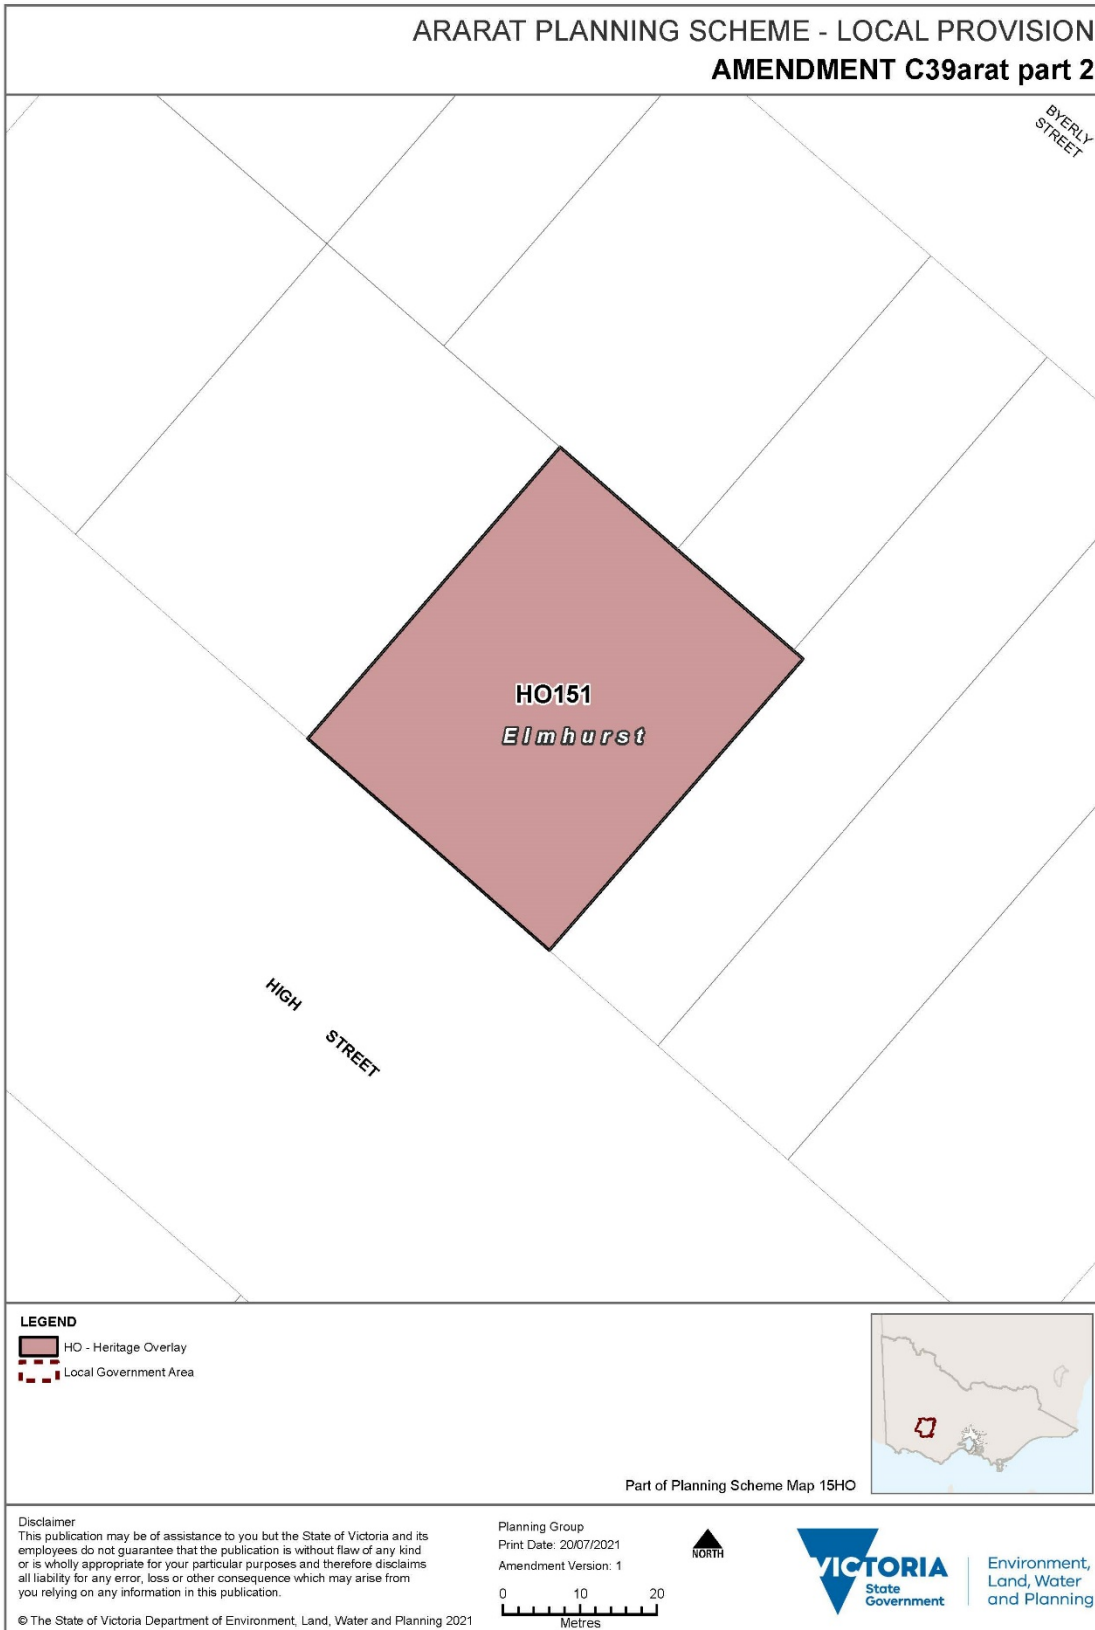 ARARAT PLANNING SCHEME - LOCAL PROVISION
AMENDMENT C39arat part 2
BYERLY
STREET
HO151
Elmhurst
HIGH STREET
LEGEND
HO - Heritage Overlay
Local Government Area
Part of Planning Scheme Map 15HO
Disclaimer
This publication may be of assistance to you but the State of Victoria and its
employees do not guarantee that the publication is without flaw of any kind
or is wholly appropriate for your particular purposes and therefore disclaims
all liability for any error, loss or other consequence which may arise from
you relying on any information in this publication.
© The State of Victoria Department of Environment, Land, Water and Planning 2021
Planning Group
Print Date: 20/07/2021
Amendment Version: 1
0 10 20
Metres
NORTH
VICTORIA
State
Government
Environment,
Land, Water
and Planning